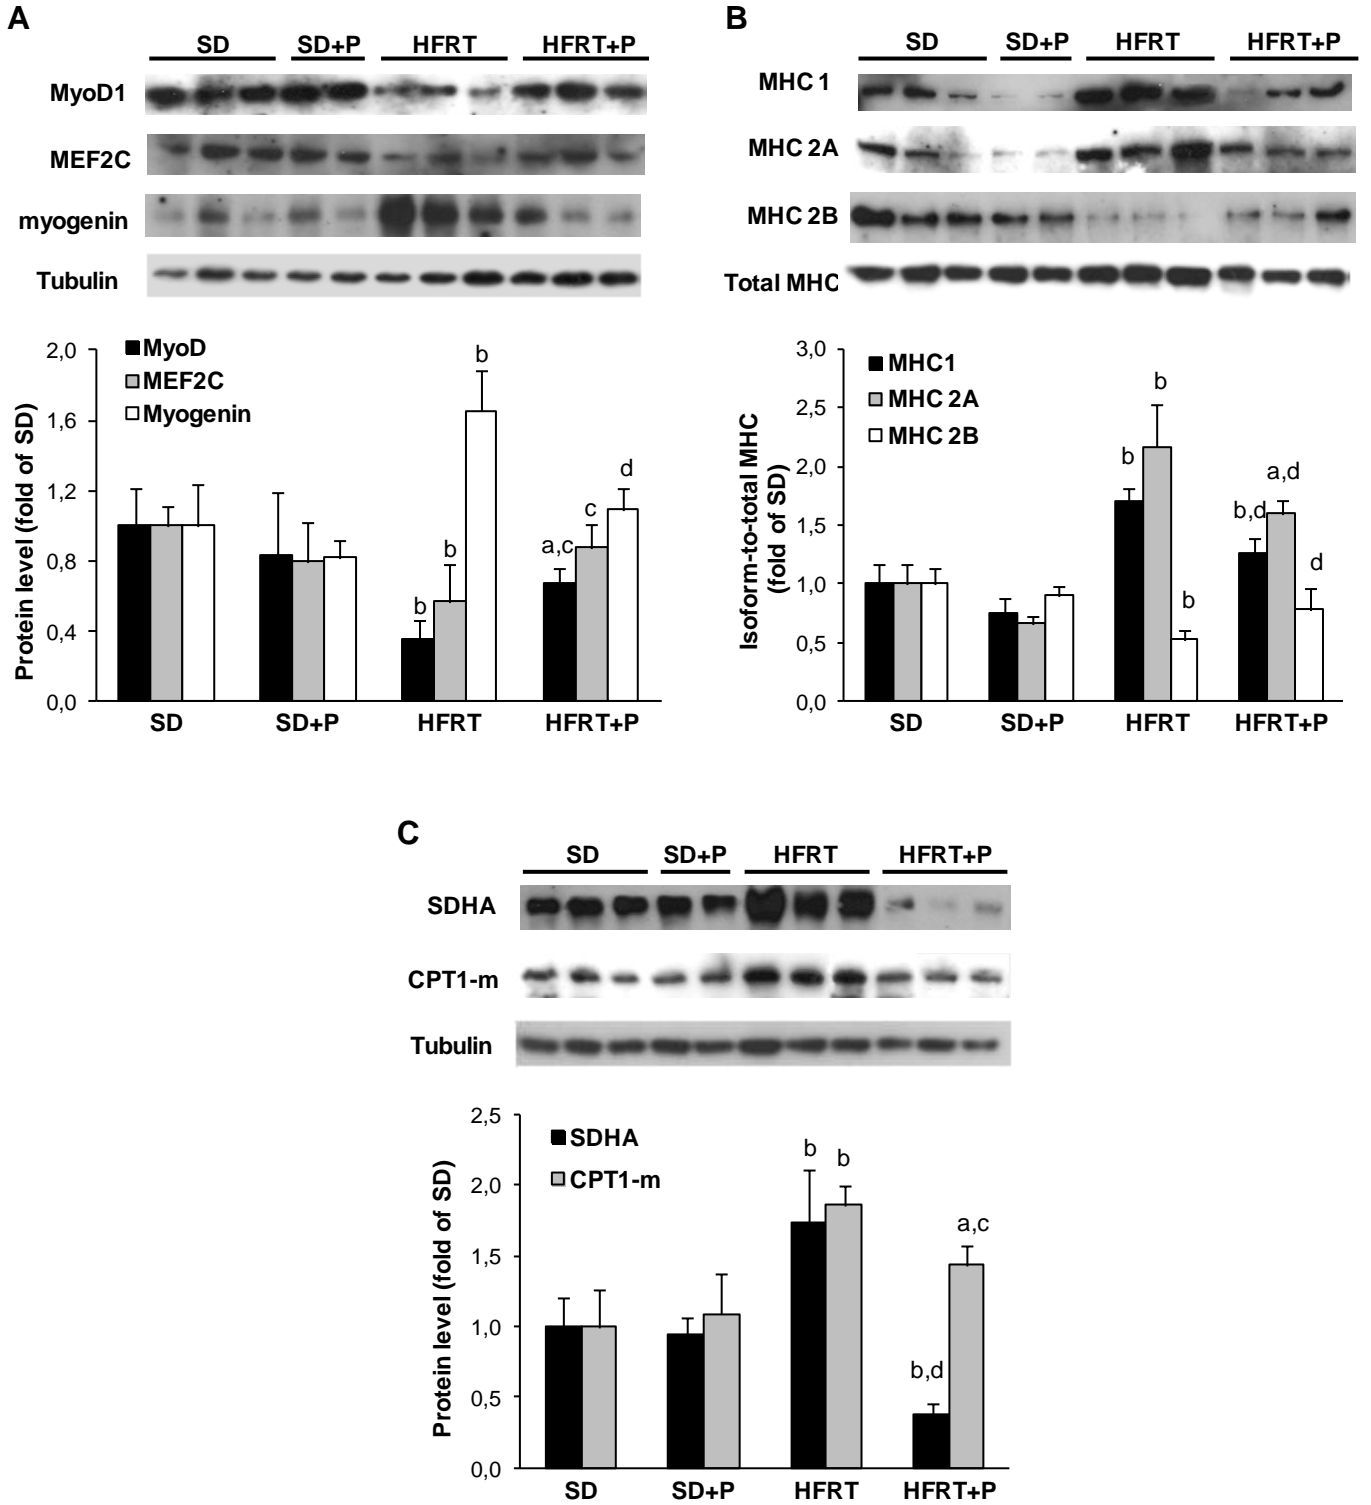 A
SD SD+P HFRT HFRT+P
MyoD1
MEF2C
myogenin
Tubulin
2,0
1,6
1,2
0,8
0,4
0,0
Protein level (fold of SD)
MyoD
MEF2C
Myogenin
b
b
b
a,c
c
d
SD SD+P HFRT HFRT+P
B
SD SD+P HFRT HFRT+P
MHC 1
MHC 2A
MHC 2B
Total MHC
3,0
2,5
2,0
1,5
1,0
0,5
0,0
Isoform-to-total MHC
(fold of SD)
MHC1
MHC 2A
MHC 2B
b
b
b
b,d
a,d
d
SD SD+P HFRT HFRT+P
C
SD SD+P HFRT HFRT+P
SDHA
CPT1-m
Tubulin
2,5
2,0
1,5
1,0
0,5
0,0
Protein level (fold of SD)
SDHA
CPT1-m
b
b
b,d
a,c
SD SD+P HFRT HFRT+P